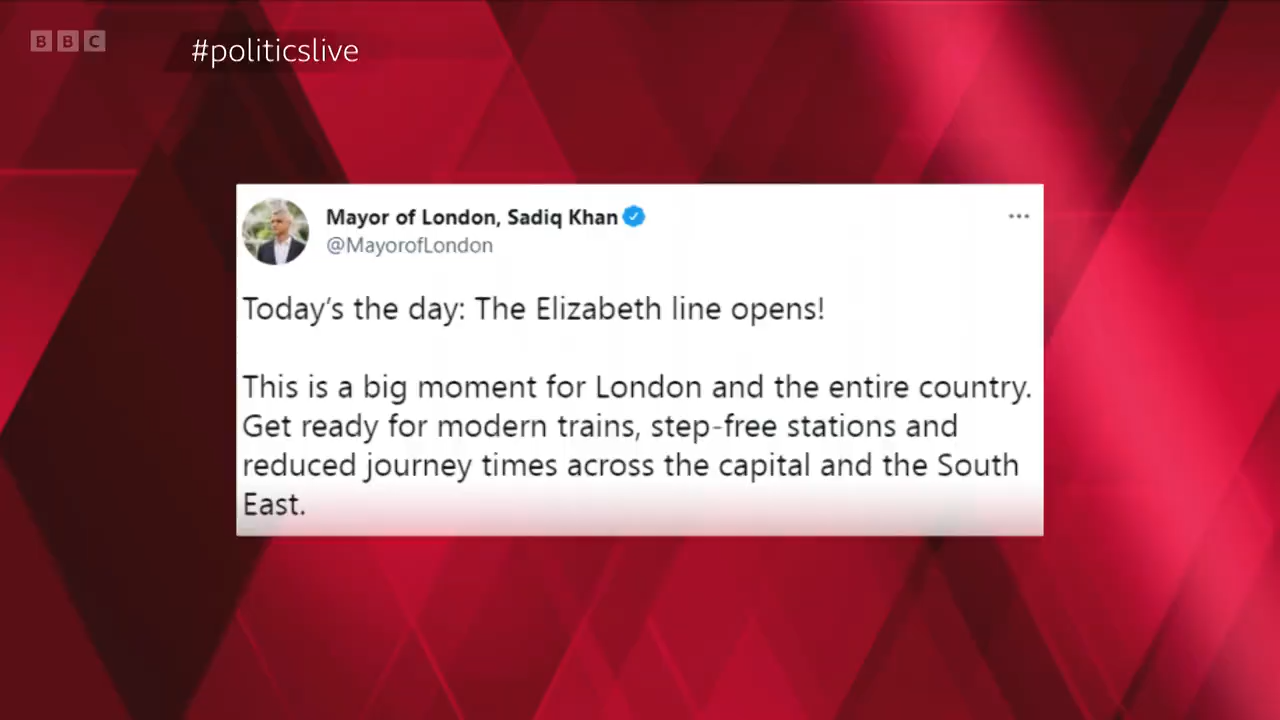 BBC
#politicslive
Mayor of London, Sadiq Khan
@MayorofLondon
Today’s the day: The Elizabeth line opens!
This is a big moment for London and the entire country.
Get ready for modern trains, step-free stations and
reduced journey times across the capital and the South
East.